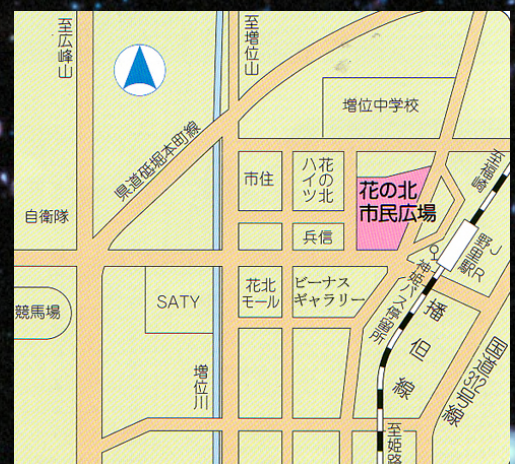 至広峰山
至増位山
増位中学校
県道砥堀本町線
至福崎
市住
花の北
ハイツ
花の北
市民広場
自衛隊
兵信
JR
野里駅
神姫バス停留所
競馬場
SATY
花北
モール
ビーナス
ギャラリー
播但線
国道312号線
増位川
至姫路